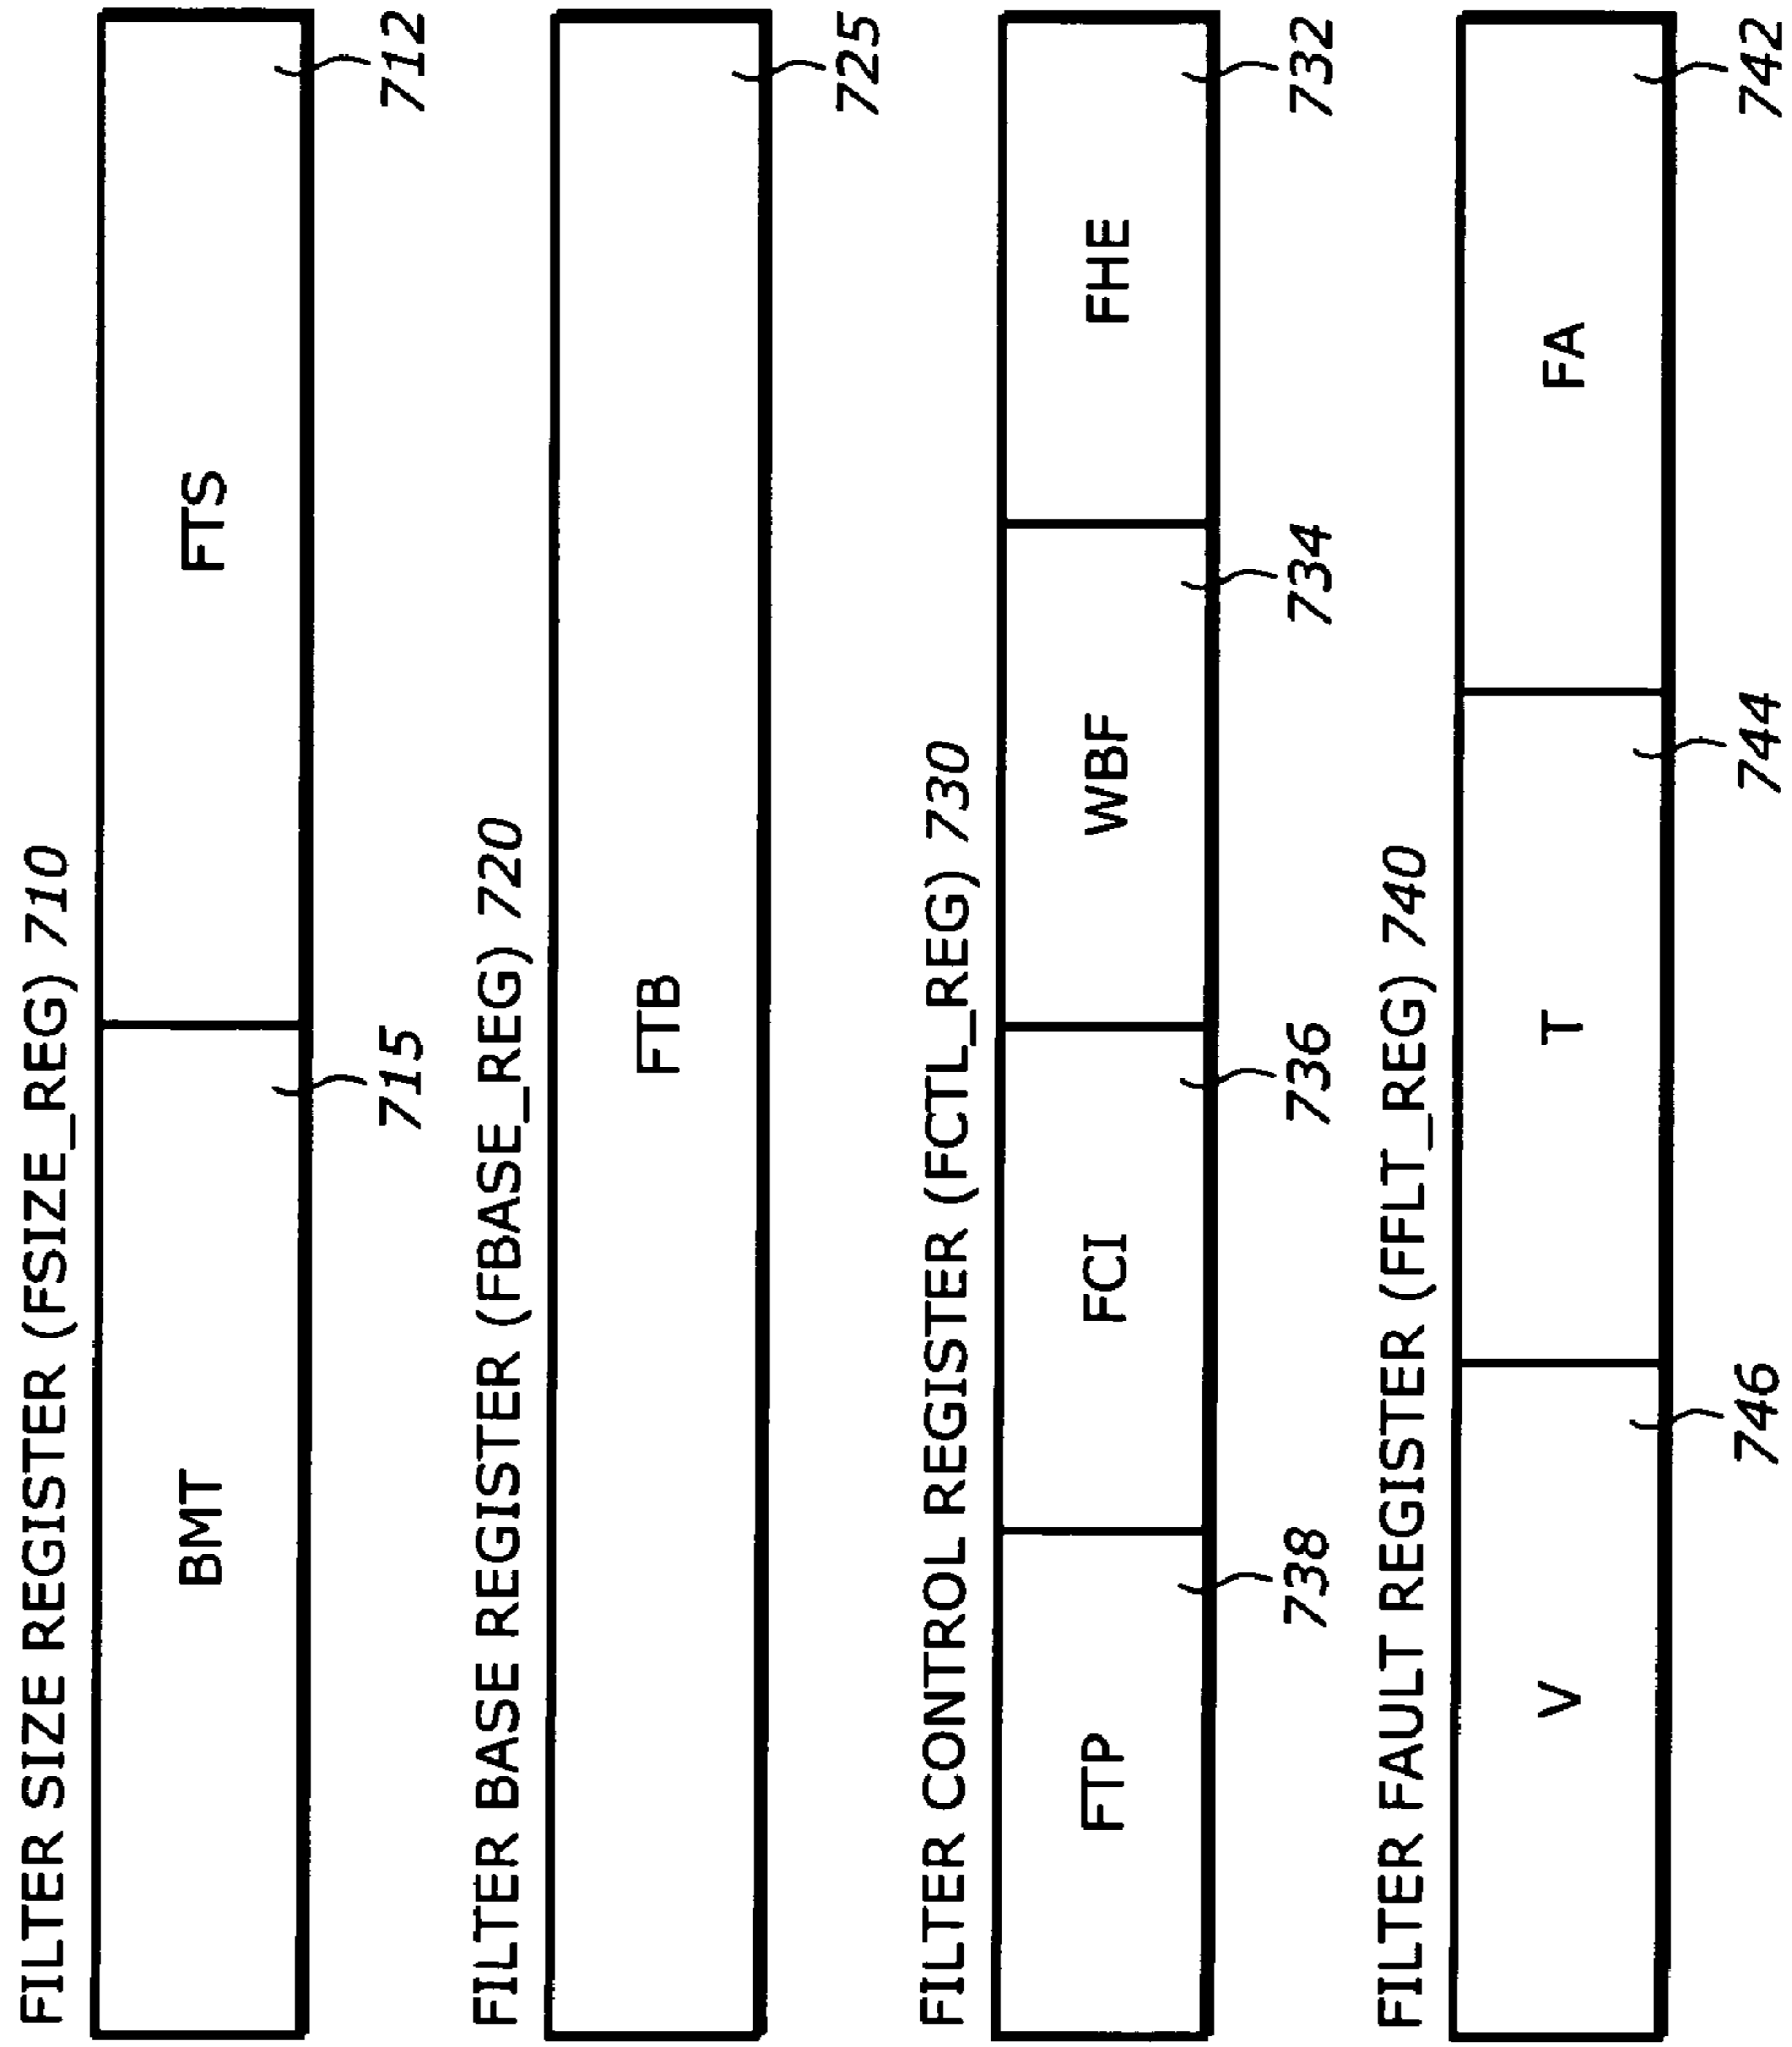 FILTER SIZE REGISTER (FSIZE_REG) 710
BMT FTS
715 712
FILTER BASE REGISTER (FBASE_REG) 720
FTB
725
FILTER CONTROL REGISTER (FCTL_REG) 730
FTP FCI WBF FHE
738 736 734 732
FILTER FAULT REGISTER (FFLT_REG) 740
V T FA
746 744 742